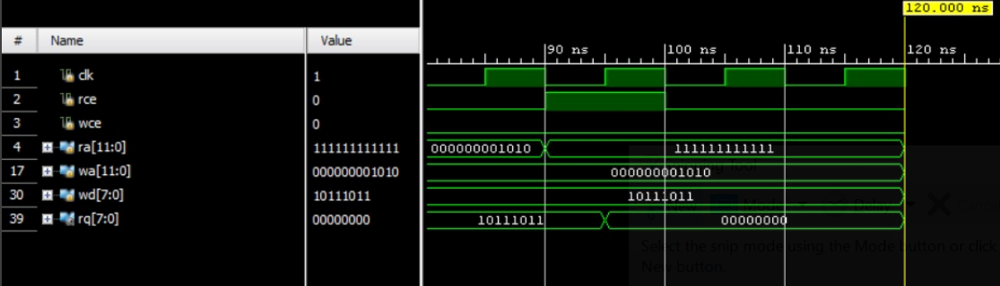 120.000 ns
# Name Value
90 ns 100 ns 110 ns 120 ns
1 clk 1
2 rce 0
3 wce 0
4 ra[11:0] 111111111111 000000001010 111111111111
17 wa[11:0] 000000001010 000000001010
30 wd[7:0] 10111011 10111011
39 rq[7:0] 00000000 10111011 00000000
Select the snip mode using the Mode button or click
New button.